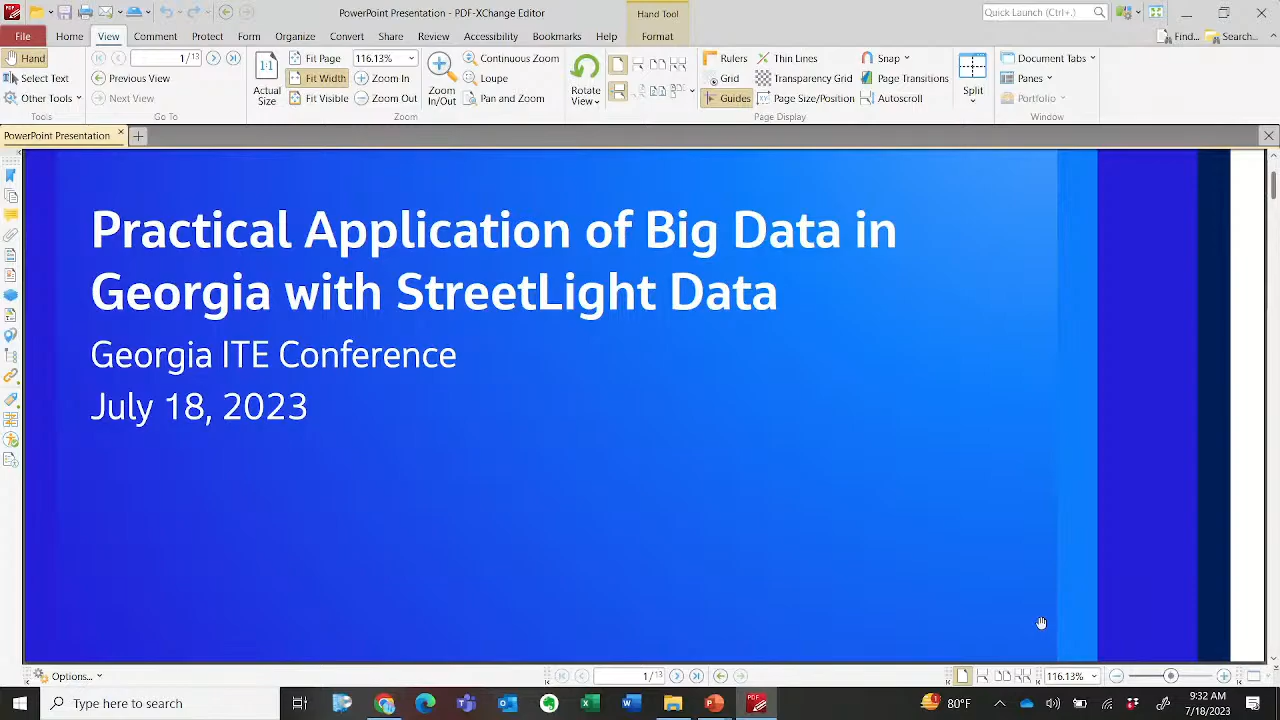 PowerPoint Presentation - PDF-XChange Editor
Hand Tool
Quick Launch (Ctrl+.)
File Home View Comment Protect Form Organize Convert Share Review Accessibility Bookmarks Help Format Find... Search...
Hand
Select Text
Other Tools
Tools
1/13
Previous View
Next View
Go To
Actual Size
Fit Page
Fit Width
Fit Visible
116.13%
Zoom In
Zoom Out
Zoom In/Out
Continuous Zoom
Loupe
Pan and Zoom
Zoom
Rotate View
Rulers
Grid
Guides
Thin Lines
Transparency Grid
Page Size/Position
Snap
Page Transitions
Autoscroll
Page Display
Split
Document Tabs
Panes
Portfolio
Window
PowerPoint Presentation
Practical Application of Big Data in
Georgia with StreetLight Data
Georgia ITE Conference
July 18, 2023
Options...
1/13
116.13%
Type here to search
80°F
9:32 AM
7/18/2023